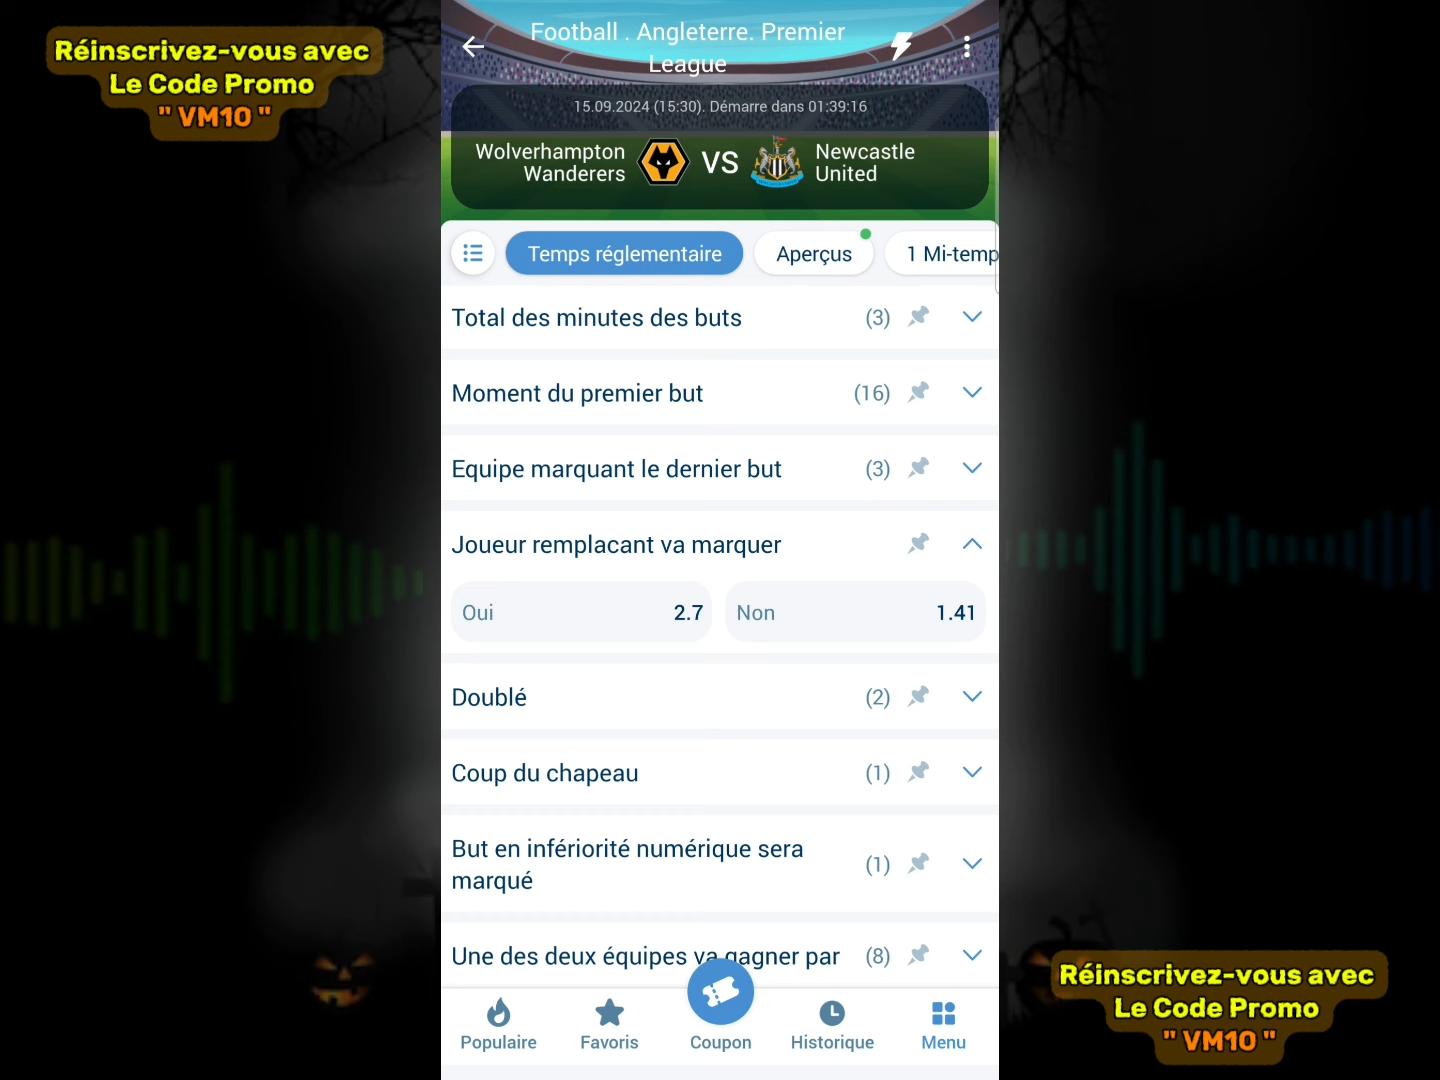 Réinscrivez-vous avec
Le Code Promo
" VM10 "
Football . Angleterre. Premier
League
15.09.2024 (15:30). Démarre dans 01:39:16
Wolverhampton
Wanderers
VS
Newcastle
United
Temps réglementaire
Aperçus
1 Mi-temp
Total des minutes des buts (3)
Moment du premier but (16)
Equipe marquant le dernier but (3)
Joueur remplacant va marquer
Oui 2.7 Non 1.41
Doublé (2)
Coup du chapeau (1)
But en infériorité numérique sera
marqué (1)
Une des deux équipes va gagner par (8)
Populaire Favoris Coupon Historique Menu
Réinscrivez-vous avec
Le Code Promo
" VM10 "